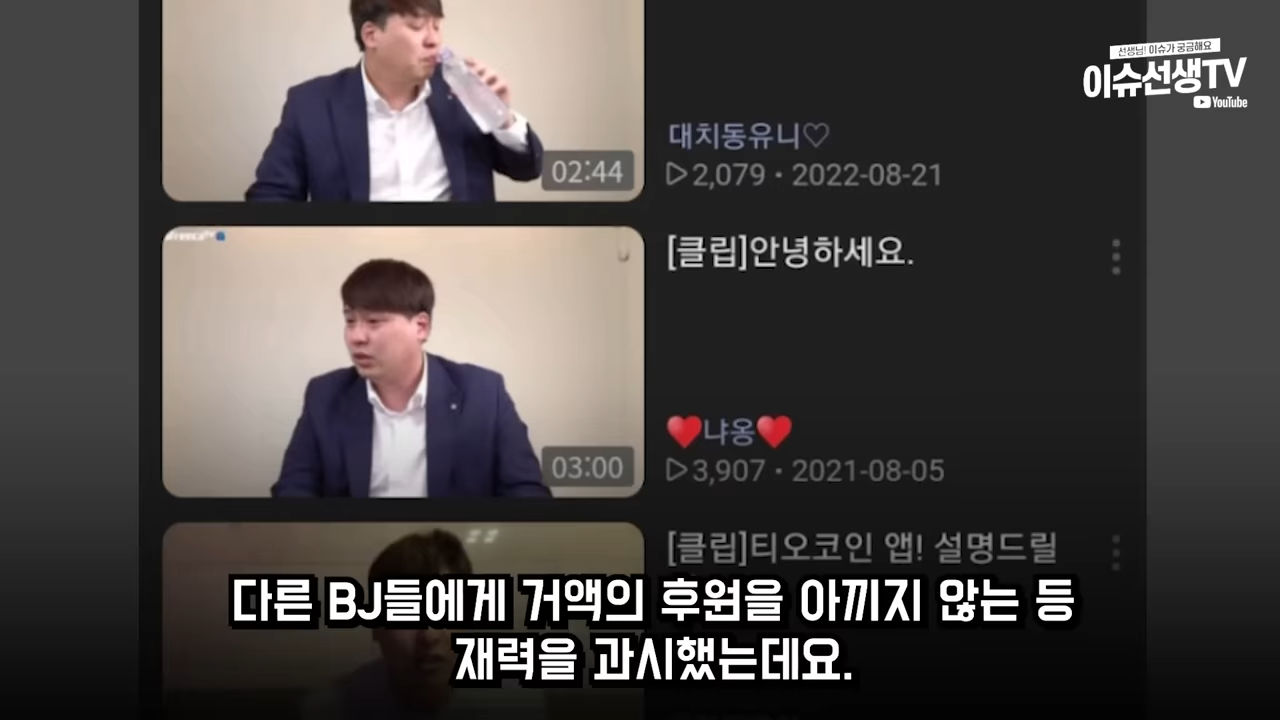 선생님! 이슈가 궁금해요
이슈선생TV
YouTube
02:44
대치동유니♡
2,079 • 2022-08-21
[클립]안녕하세요.
03:00
❤️냐옹❤️
3,907 • 2021-08-05
[클립]티오코인 앱! 설명드릴
다른 BJ들에게 거액의 후원을 아끼지 않는 등
재력을 과시했는데요.